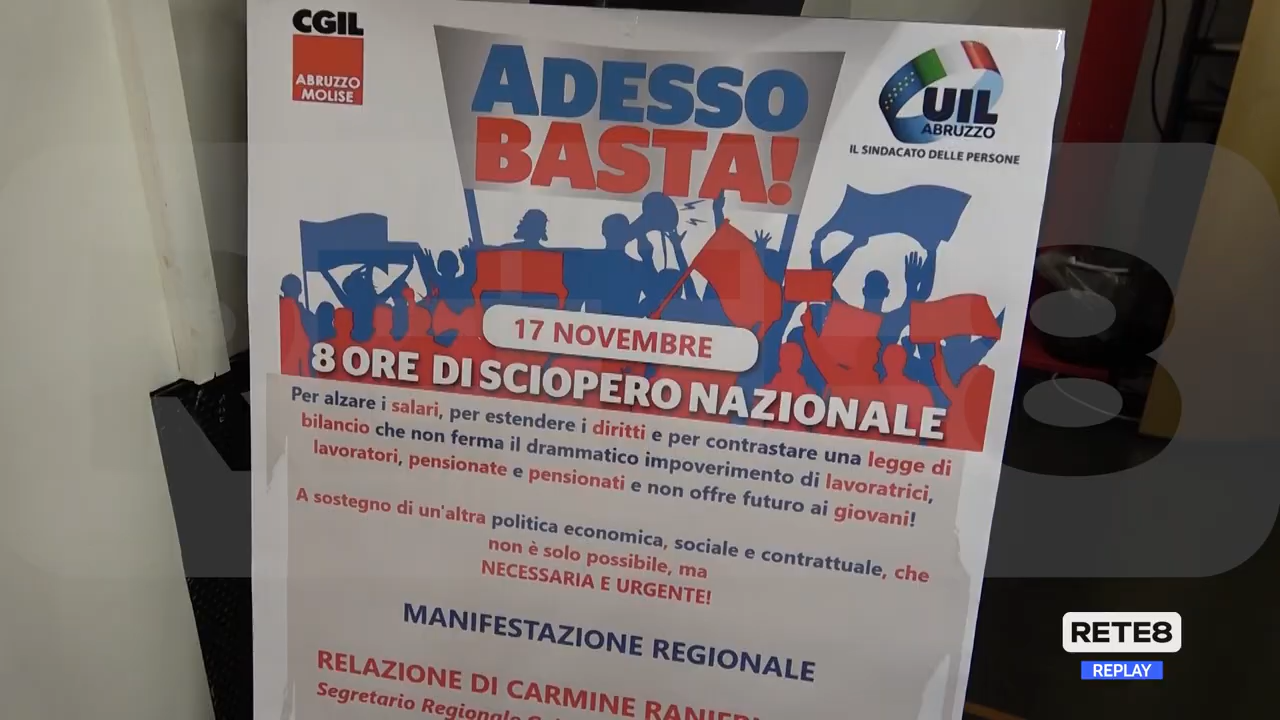 CGIL
ABRUZZO
MOLISE
ADESSO
BASTA!
UIL
ABRUZZO
IL SINDACATO DELLE PERSONE
17 NOVEMBRE
8 ORE DI SCIOPERO NAZIONALE
Per alzare i salari, per estendere i diritti e per contrastare una legge di
bilancio che non ferma il drammatico impoverimento di lavoratrici,
lavoratori, pensionate e pensionati e non offre futuro ai giovani!
A sostegno di un'altra politica economica, sociale e contrattuale, che
non è solo possibile, ma
NECESSARIA E URGENTE!
MANIFESTAZIONE REGIONALE
RELAZIONE DI CARMINE RANIERI
Segretario Regionale
RETE8
REPLAY